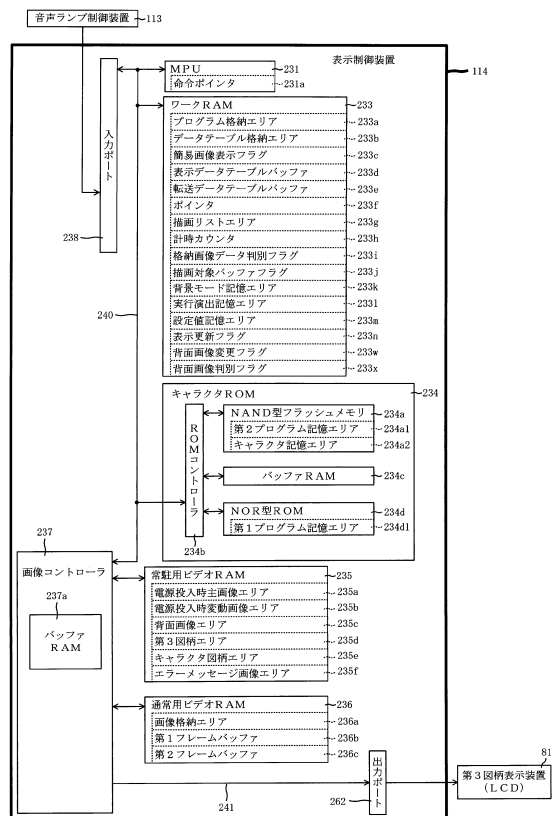 音声ランプ制御装置
113
表示制御装置
114
MPU
231
命令ポインタ
231a
入力ポート
238
ワークRAM
233
プログラム格納エリア
233a
データテーブル格納エリア
233b
簡易画像表示フラグ
233c
表示データテーブルバッファ
233d
転送データテーブルバッファ
233e
ポインタ
233f
描画リストエリア
233g
計時カウンタ
233h
格納画像データ判別フラグ
233i
描画対象バッファフラグ
233j
背景モード記憶エリア
233k
実行演出記憶エリア
233l
設定値記憶エリア
233m
表示更新フラグ
233n
背面画像変更フラグ
233w
背面画像判別フラグ
233x
240
キャラクタROM
234
ROMコントローラ
234b
NAND型フラッシュメモリ
234a
第2プログラム記憶エリア
234a1
キャラクタ記憶エリア
234a2
バッファRAM
234c
NOR型ROM
234d
第1プログラム記憶エリア
234d1
237
画像コントローラ
237a
バッファ
RAM
常駐用ビデオRAM
235
電源投入時主画像エリア
235a
電源投入時変動画像エリア
235b
背面画像エリア
235c
第3図柄エリア
235d
キャラクタ図柄エリア
235e
エラーメッセージ画像エリア
235f
通常用ビデオRAM
236
画像格納エリア
236a
第1フレームバッファ
236b
第2フレームバッファ
236c
241
出力ポート
262
81
第3図柄表示装置
(LCD)